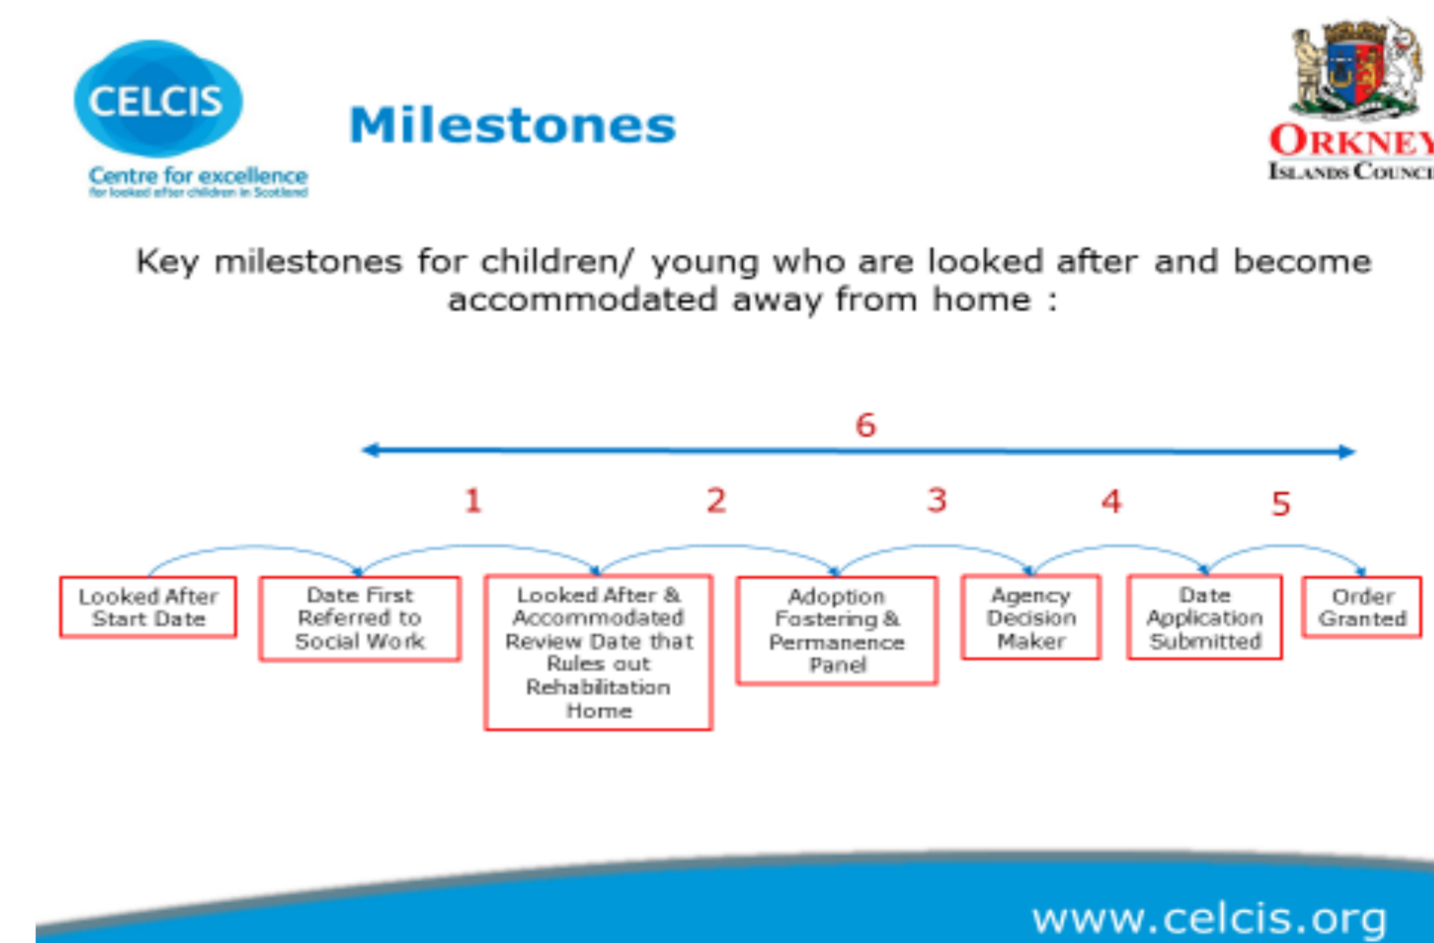 CELCIS
Centre for excellence
for looked after children in Scotland
Milestones
ORKNEY
ISLANDS COUNCI
Key milestones for children/ young who are looked after and become
accommodated away from home :
6
1
2
3
4
5
Looked After
Start Date
Date First
Referred to
Social Work
Looked After &
Accommodated
Review Date that
Rules out
Rehabilitation
Home
Adoption
Fostering &
Permanence
Panel
Agency
Decision
Maker
Date
Application
Submitted
Order
Granted
www.celcis.org